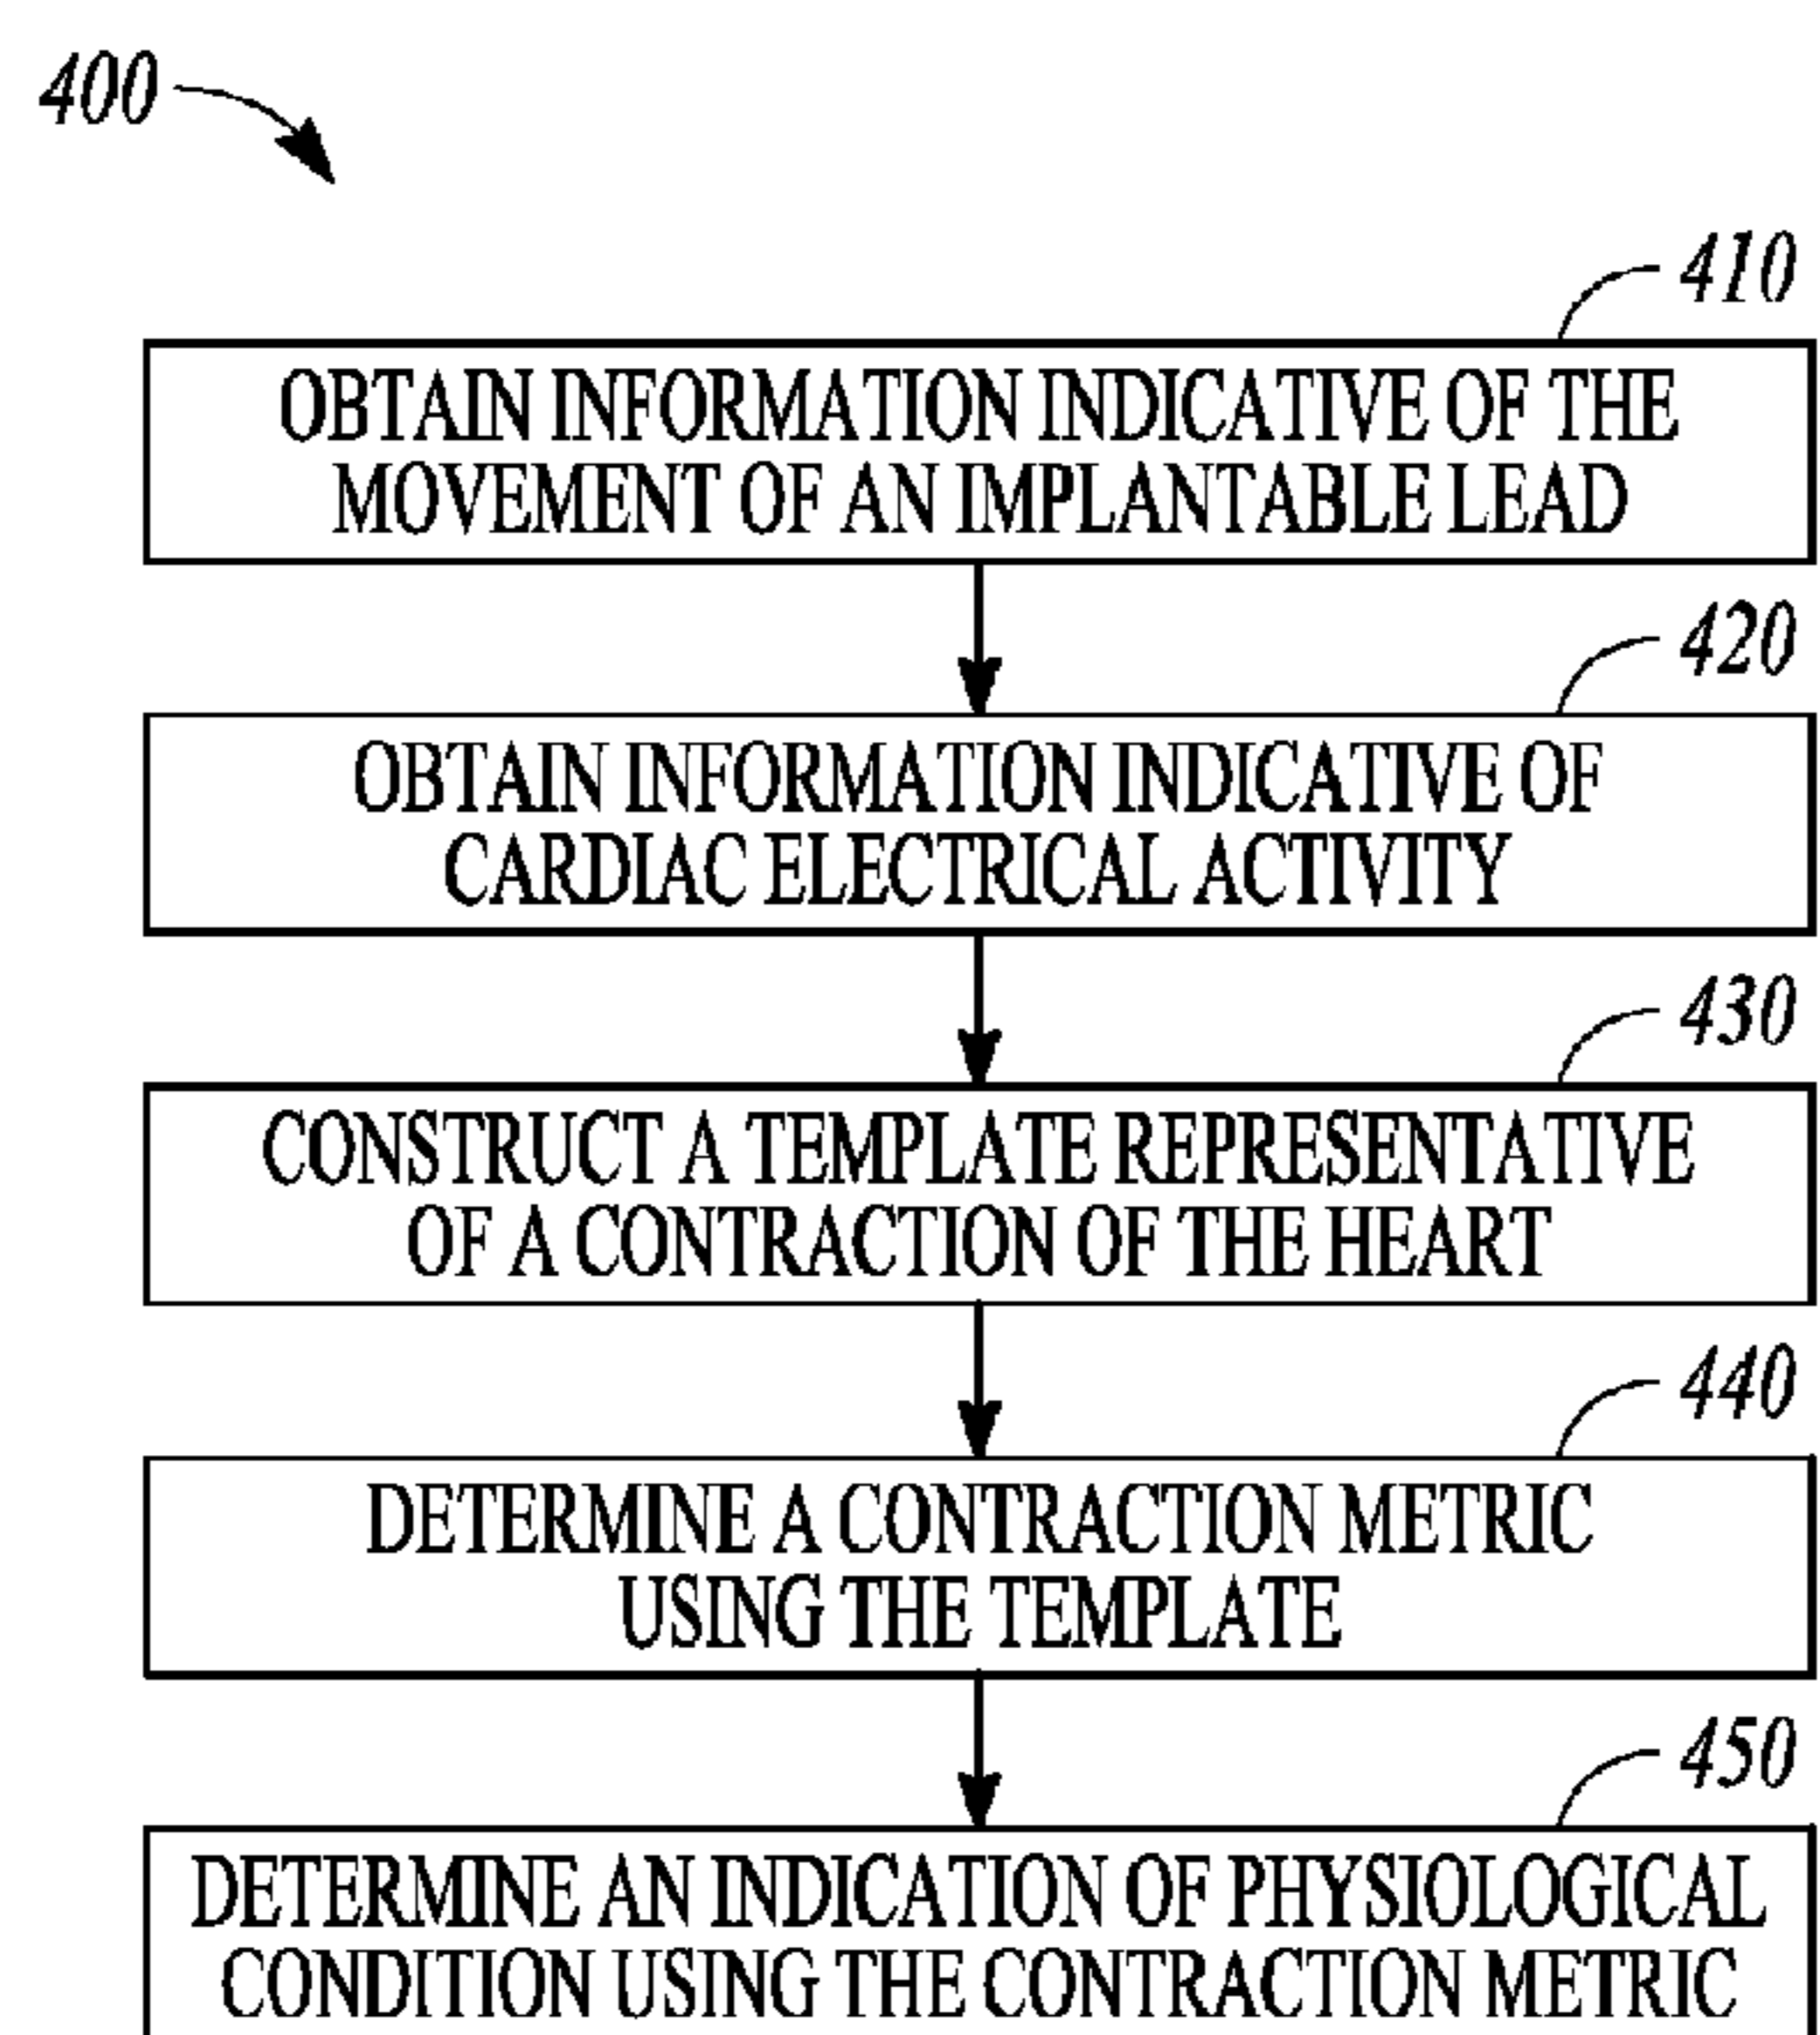 400
410
OBTAIN INFORMATION INDICATIVE OF THE
MOVEMENT OF AN IMPLANTABLE LEAD
420
OBTAIN INFORMATION INDICATIVE OF
CARDIAC ELECTRICAL ACTIVITY
430
CONSTRUCT A TEMPLATE REPRESENTATIVE
OF A CONTRACTION OF THE HEART
440
DETERMINE A CONTRACTION METRIC
USING THE TEMPLATE
450
DETERMINE AN INDICATION OF PHYSIOLOGICAL
CONDITION USING THE CONTRACTION METRIC